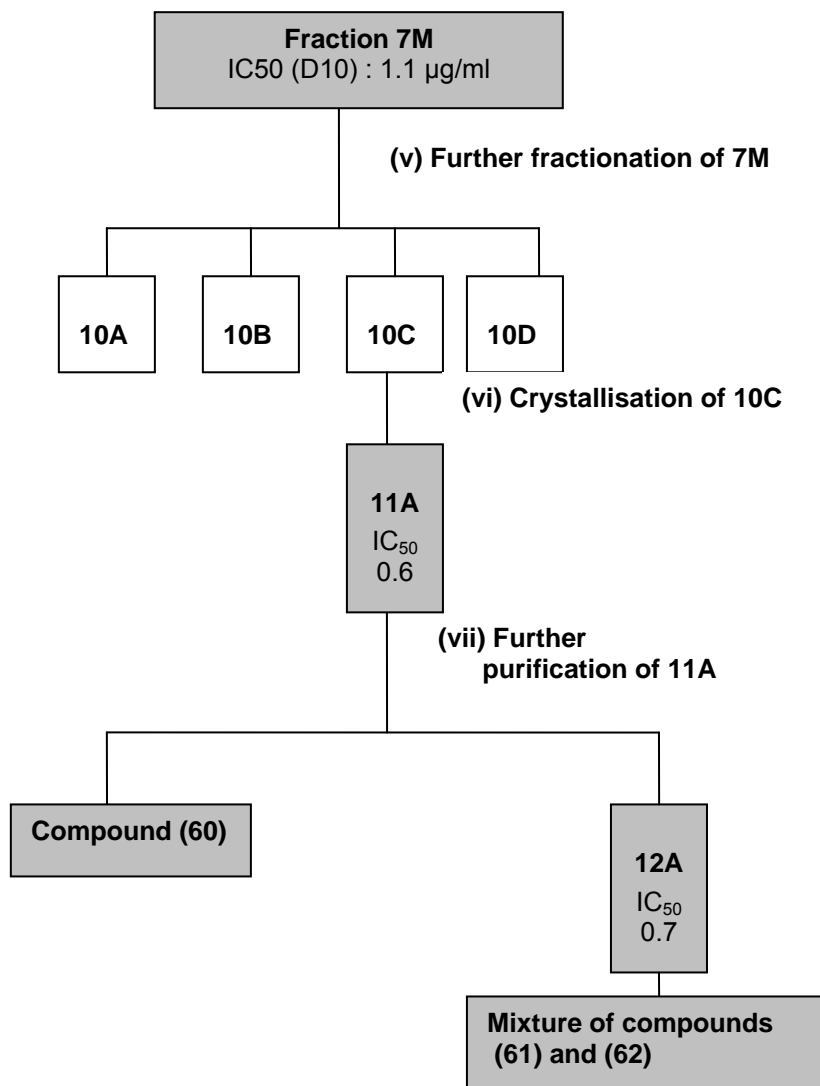 Fraction 7M
IC50 (D10) : 1.1 µg/ml
(v) Further fractionation of 7M
10A
10B
10C
10D
(vi) Crystallisation of 10C
11A
IC₅₀
0.6
(vii) Further
purification of 11A
Compound (60)
12A
IC₅₀
0.7
Mixture of compounds
(61) and (62)